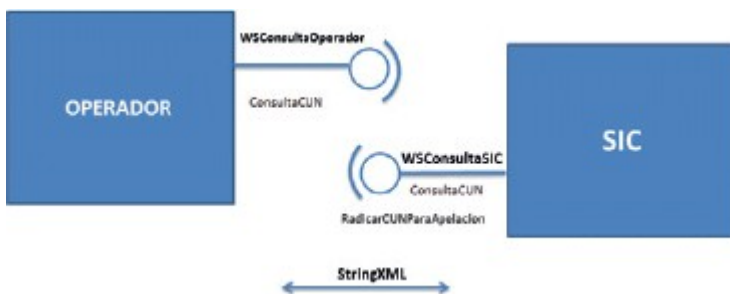 WSConsultaOperador
OPERADOR
ConsultaCUN
SIC
WSConsultaSIC
ConsultaCUN
RadicarCUNParaApelacion
StringXML